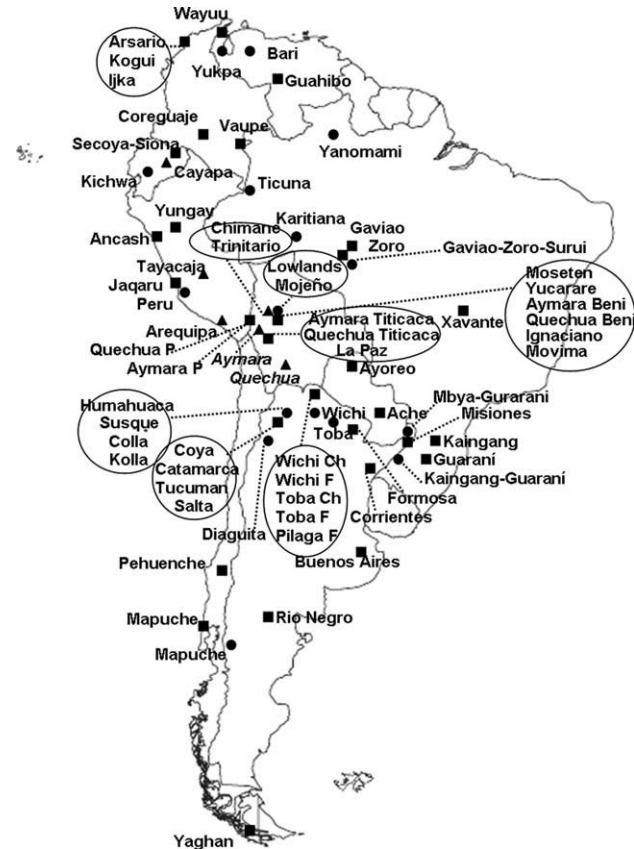 Wayuu
Arsario
Kogui
Ijka
Yukpa
Bari
Guahibo
Coreguaje
Vaupe
Yanomami
Secoya-Siona
Cayapa
Kichwa
Ticuna
Yungay
Chimane
Trinitario
Karitiana
Gaviao
Zoro
Gaviao-Zoro-Surui
Ancash
Tayacaja
Lowlands
Mojeño
Moseten
Yucarare
Aymara Beni
Quechua Beni
Ignaciano
Movima
Jaqaru
Peru
Aymara Titicaca
Quechua Titicaca
La Paz
Xavante
Arequipa
Quechua P
Aymara P
Aymara
Quechua
Ayoreo
Humahuaca
Susque
Colla
Kolla
Wichi
Toba
Ache
Mbya-Gurarani
Misiones
Coya
Catamarca
Tucuman
Salta
Kaingang
Guaraní
Kaingang-Guaraní
Wichi Ch
Wichi F
Toba Ch
Toba F
Pilaga F
Formosa
Corrientes
Diaguita
Buenos Aires
Pehuenche
Rio Negro
Mapuche
Mapuche
Yaghan